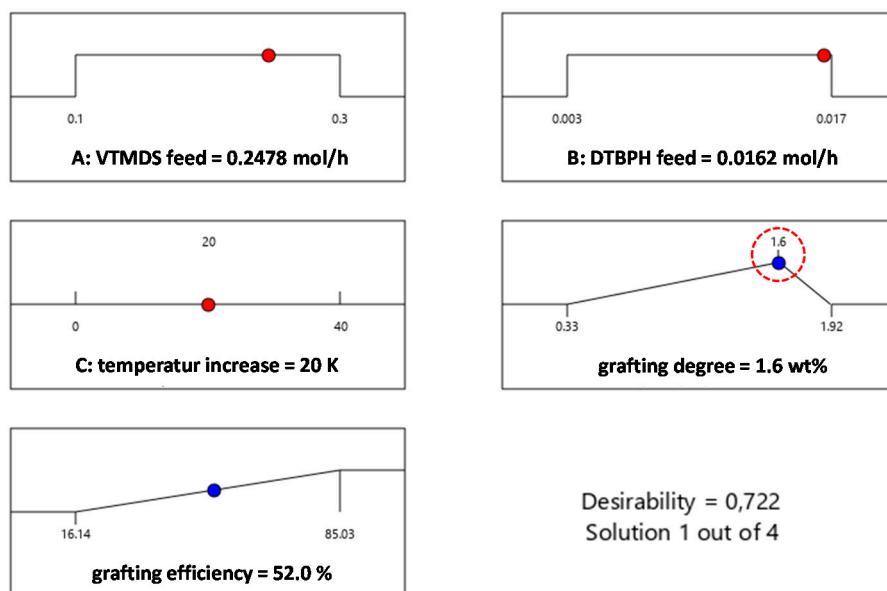 0.1 0.3
A: VTMDS feed = 0.2478 mol/h
0.003 0.017
B: DTBPH feed = 0.0162 mol/h
20
0 40
C: temperatur increase = 20 K
1.6
0.33 1.92
grafting degree = 1.6 wt%
16.14 85.03
grafting efficiency = 52.0 %
Desirability = 0,722
Solution 1 out of 4